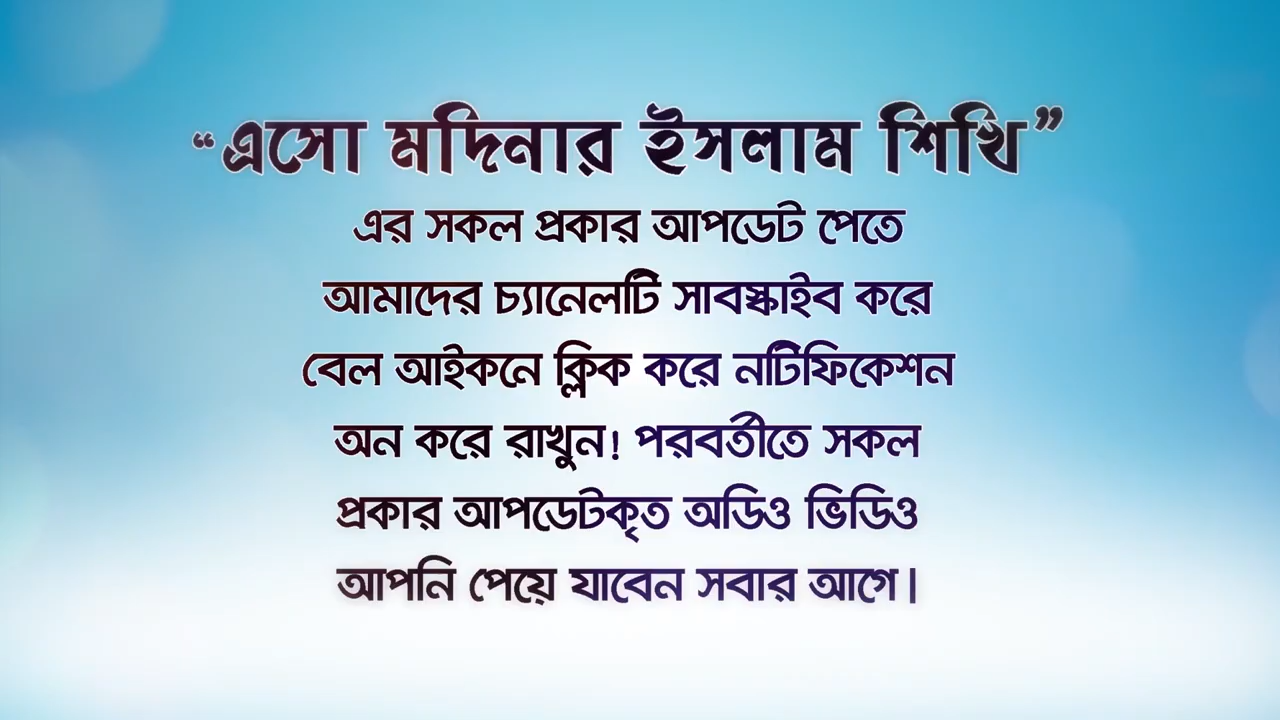 “এসো মদিনার ইসলাম শিখি”
এর সকল প্রকার আপডেট পেতে
আমাদের চ্যানেলটি সাবস্কাইব করে
বেল আইকনে ক্লিক করে নটিফিকেশন
অন করে রাখুন! পরবর্তীতে সকল
প্রকার আপডেটকৃত অডিও ভিডিও
আপনি পেয়ে যাবেন সবার আগে।